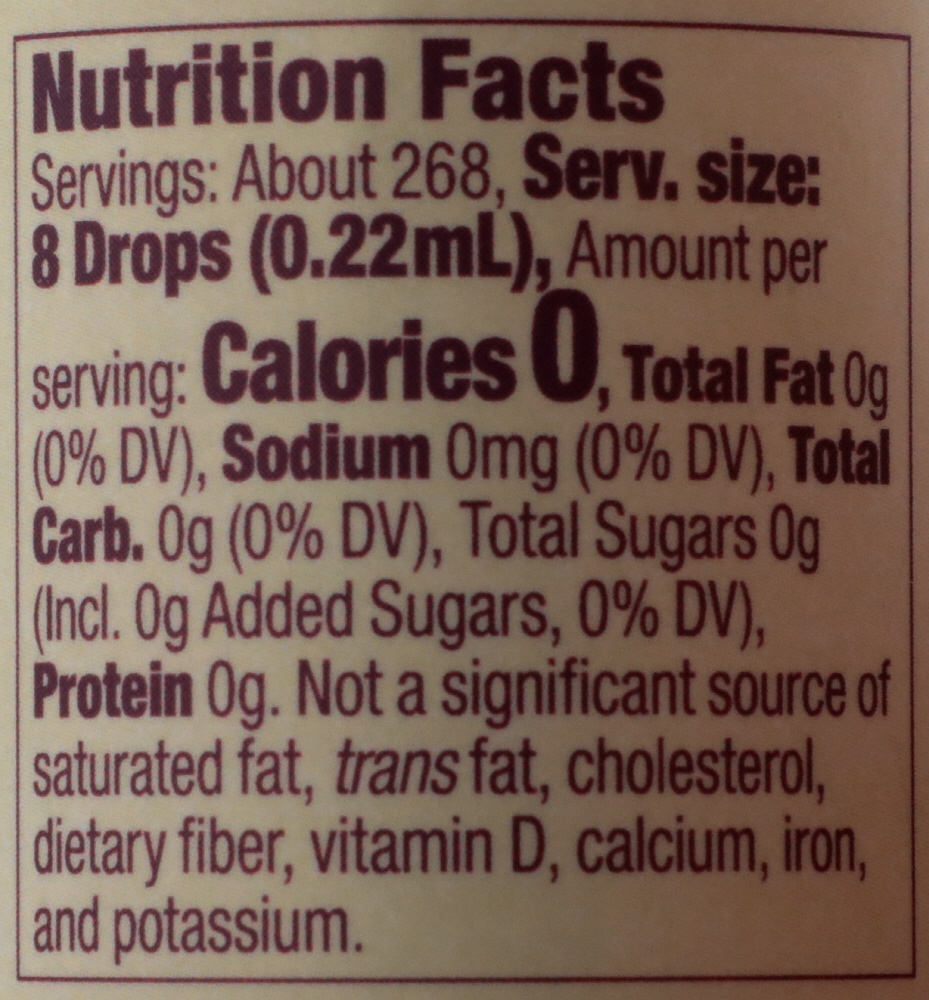 Nutrition Facts
Servings: About 268, Serv. size:
8 Drops (0.22mL), Amount per
serving: Calories 0, Total Fat 0g
(0% DV), Sodium 0mg (0% DV), Total
Carb. 0g (0% DV), Total Sugars 0g
(Incl. 0g Added Sugars, 0% DV),
Protein 0g. Not a significant source of
saturated fat, trans fat, cholesterol,
dietary fiber, vitamin D, calcium, iron,
and potassium.